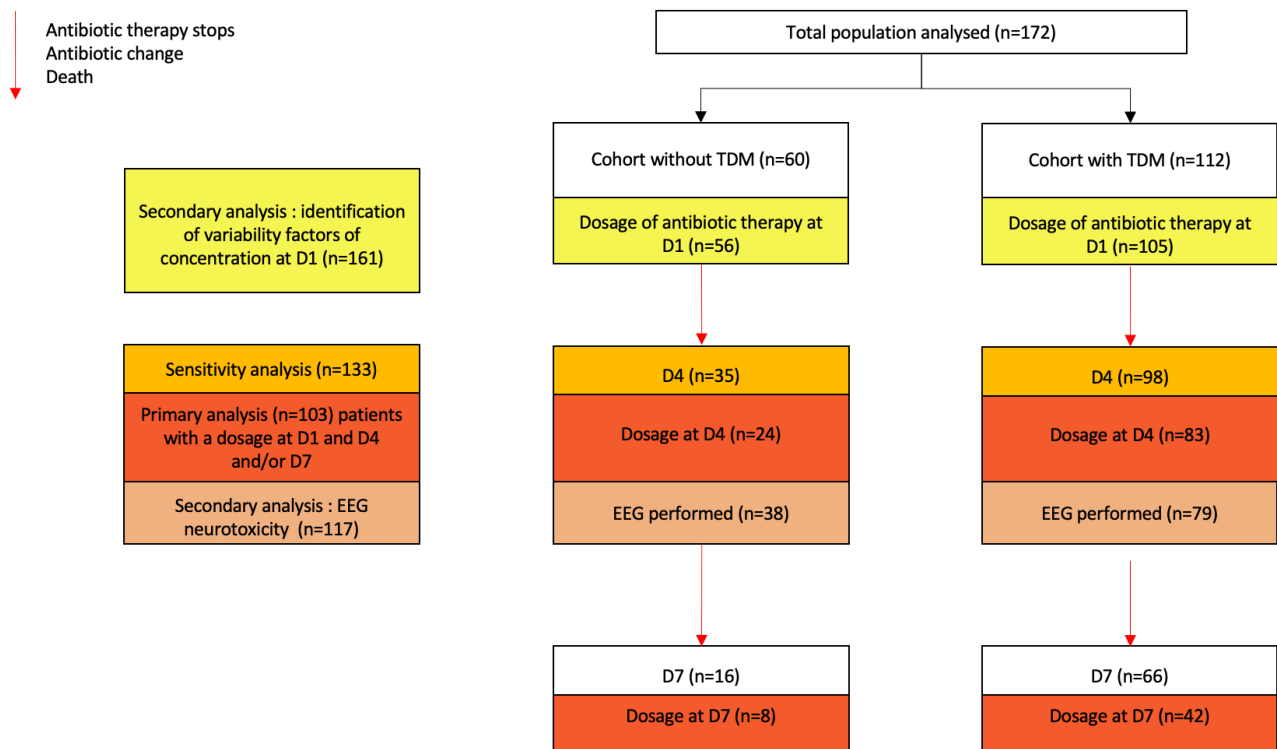 Antibiotic therapy stops
Antibiotic change
Death
Total population analysed (n=172)
Cohort without TDM (n=60)
Cohort with TDM (n=112)
Secondary analysis : identification
of variability factors of
concentration at D1 (n=161)
Dosage of antibiotic therapy at
D1 (n=56)
Dosage of antibiotic therapy at
D1 (n=105)
Sensitivity analysis (n=133)
Primary analysis (n=103) patients
with a dosage at D1 and D4
and/or D7
Secondary analysis : EEG
neurotoxicity (n=117)
D4 (n=35)
Dosage at D4 (n=24)
EEG performed (n=38)
D4 (n=98)
Dosage at D4 (n=83)
EEG performed (n=79)
D7 (n=16)
Dosage at D7 (n=8)
D7 (n=66)
Dosage at D7 (n=42)